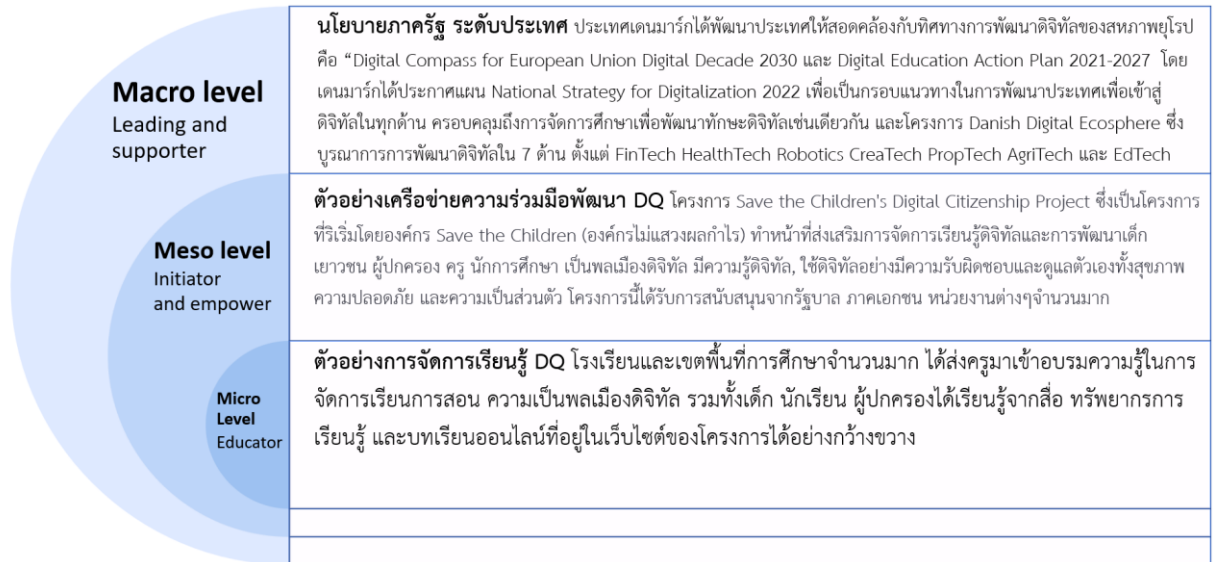 Macro level
Leading and
supporter
นโยบายภาครัฐ ระดับประเทศ ประเทศเดนมาร์กได้พัฒนาประเทศให้สอดคล้องกับทิศทางการพัฒนาดิจิทัลของสหภาพยุโรป
คือ “Digital Compass for European Union Digital Decade 2030 และ Digital Education Action Plan 2021-2027 โดย
เดนมาร์กได้ประกาศแผน National Strategy for Digitalization 2022 เพื่อเป็นกรอบแนวทางในการพัฒนาประเทศเพื่อเข้าสู่
ดิจิทัลในทุกด้าน ครอบคลุมถึงการจัดการศึกษาเพื่อพัฒนาทักษะดิจิทัลเช่นเดียวกัน และโครงการ Danish Digital Ecosphere ซึ่ง
บูรณาการการพัฒนาดิจิทัลใน 7 ด้าน ตั้งแต่ FinTech HealthTech Robotics CreaTech PropTech AgriTech และ EdTech
Meso level
Initiator
and empower
ตัวอย่างเครือข่ายความร่วมมือพัฒนา DQ โครงการ Save the Children's Digital Citizenship Project ซึ่งเป็นโครงการ
ที่ริเริ่มโดยองค์กร Save the Children (องค์กรไม่แสวงผลกำไร) ทำหน้าที่ส่งเสริมการจัดการเรียนรู้ดิจิทัลและการพัฒนาเด็ก
เยาวชน ผู้ปกครอง ครู นักการศึกษา เป็นพลเมืองดิจิทัล มีความรู้ดิจิทัล, ใช้ดิจิทัลอย่างมีความรับผิดชอบและดูแลตัวเองทั้งสุขภาพ
ความปลอดภัย และความเป็นส่วนตัว โครงการนี้ได้รับการสนับสนุนจากรัฐบาล ภาคเอกชน หน่วยงานต่างๆจำนวนมาก
Micro
Level
Educator
ตัวอย่างการจัดการเรียนรู้ DQ โรงเรียนและเขตพื้นที่การศึกษาจำนวนมาก ได้ส่งครูมาเข้าอบรมความรู้ในการ
จัดการเรียนการสอน ความเป็นพลเมืองดิจิทัล รวมทั้งเด็ก นักเรียน ผู้ปกครองได้เรียนรู้จากสื่อ ทรัพยากรการ
เรียนรู้ และบทเรียนออนไลน์ที่อยู่ในเว็บไซต์ของโครงการได้อย่างกว้างขวาง